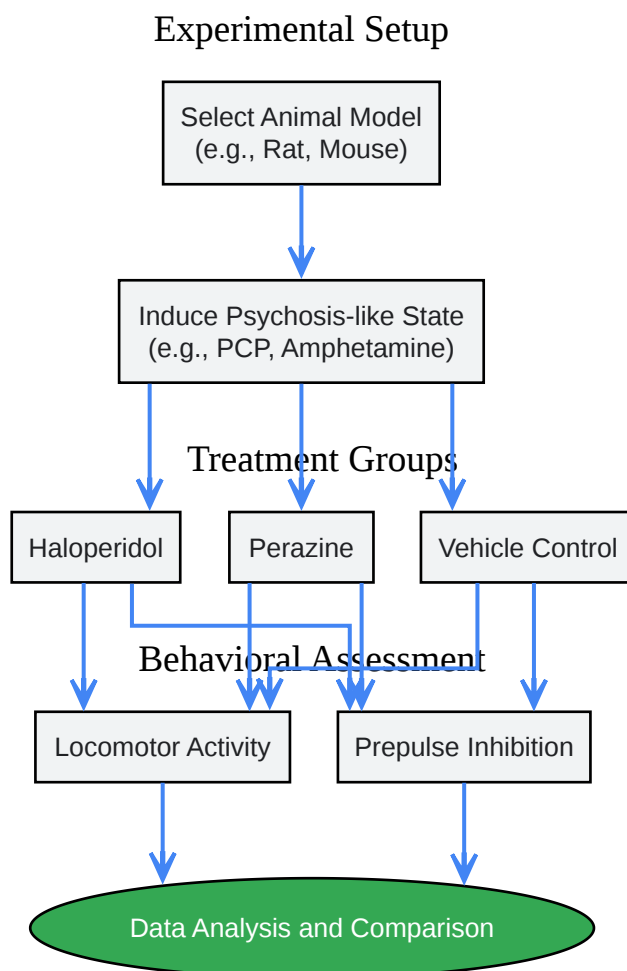 Experimental Setup
Select Animal Model
(e.g., Rat, Mouse)
Induce Psychosis-like State
(e.g., PCP, Amphetamine)
Treatment Groups
Haloperidol
Perazine
Vehicle Control
Behavioral Assessment
Locomotor Activity
Prepulse Inhibition
Data Analysis and Comparison